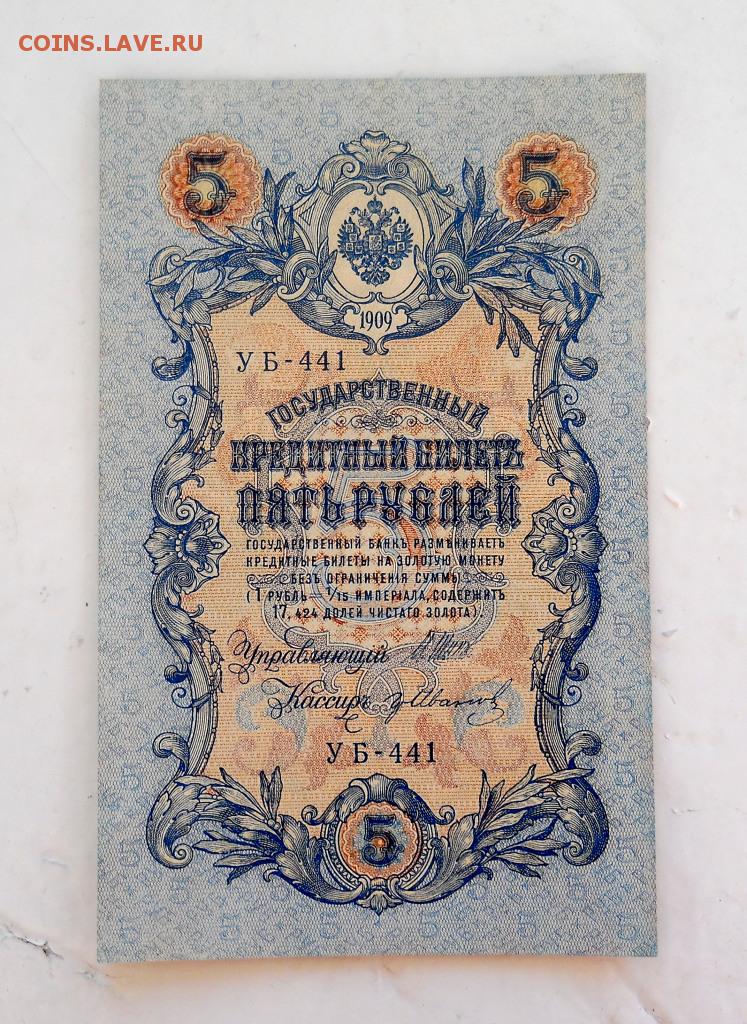 COINS.LAVE.RU
5 5
1909
УБ-441
ГОСУДАРСТВЕННЫЙ
КРЕДИТНЫЙ БИЛЕТЪ
ПЯТЬ РУБЛЕЙ
ГОСУДАРСТВЕННЫЙ БАНКЪ РАЗМѢНИВАЕТЪ
КРЕДИТНЫЕ БИЛЕТЫ НА ЗОЛОТУЮ МОНЕТУ
БЕЗЪ ОГРАНИЧЕНІЯ СУММЫ
(1 РУБЛЬ = 1/15 ИМПЕРІАЛА, СОДЕРЖИТЪ
17,424 ДОЛЕЙ ЧИСТАГО ЗОЛОТА).
Управляющій
Кассиръ
УБ-441
5